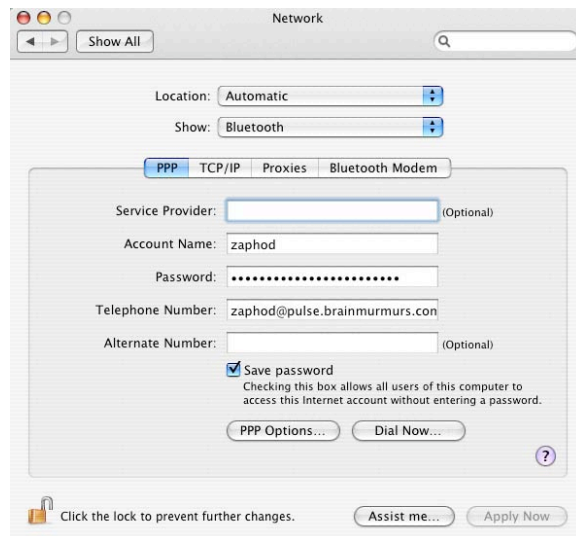 Network
Show All
Location: Automatic
Show: Bluetooth
PPP TCP/IP Proxies Bluetooth Modem
Service Provider: (Optional)
Account Name: zaphod
Password: ••••••••••••••••••••••••
Telephone Number: zaphod@pulse.brainmurmurs.con
Alternate Number: (Optional)
Save password
Checking this box allows all users of this computer to
access this Internet account without entering a password.
PPP Options... Dial Now...
?
Click the lock to prevent further changes. Assist me... Apply Now